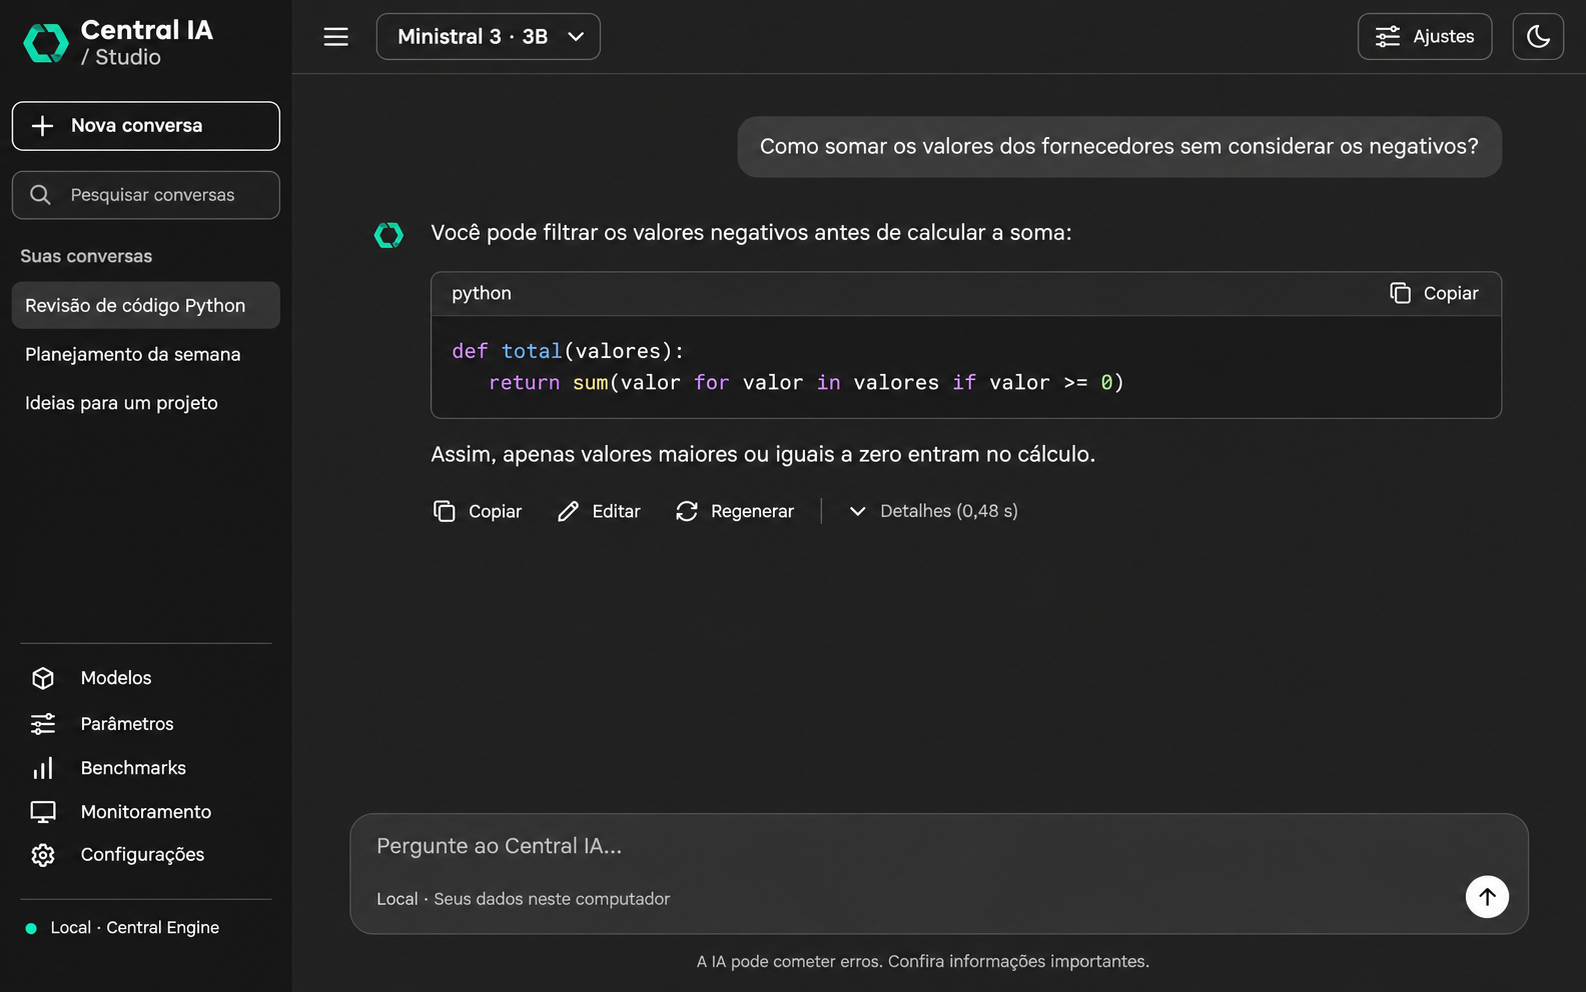 Central IA
/ Studio
Nova conversa
Pesquisar conversas
Suas conversas
Revisão de código Python
Planejamento da semana
Ideias para um projeto
Modelos
Parâmetros
Benchmarks
Monitoramento
Configurações
Local · Central Engine
Ministral 3 · 3B
Ajustes
Como somar os valores dos fornecedores sem considerar os negativos?
Você pode filtrar os valores negativos antes de calcular a soma:
python
Copiar
def total(valores):
   return sum(valor for valor in valores if valor >= 0)
Assim, apenas valores maiores ou iguais a zero entram no cálculo.
Copiar
Editar
Regenerar
Detalhes (0,48 s)
Pergunte ao Central IA...
Local · Seus dados neste computador
A IA pode cometer erros. Confira informações importantes.